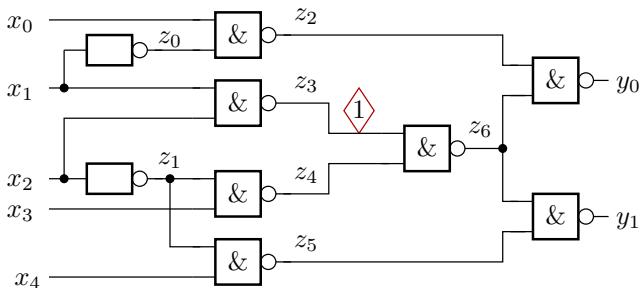 x₀ & z₂
z₀
x₁ & z₃ 1 & y₀
z₆
x₂ z₁ & z₄ &
x₃
& z₅ & y₁
x₄